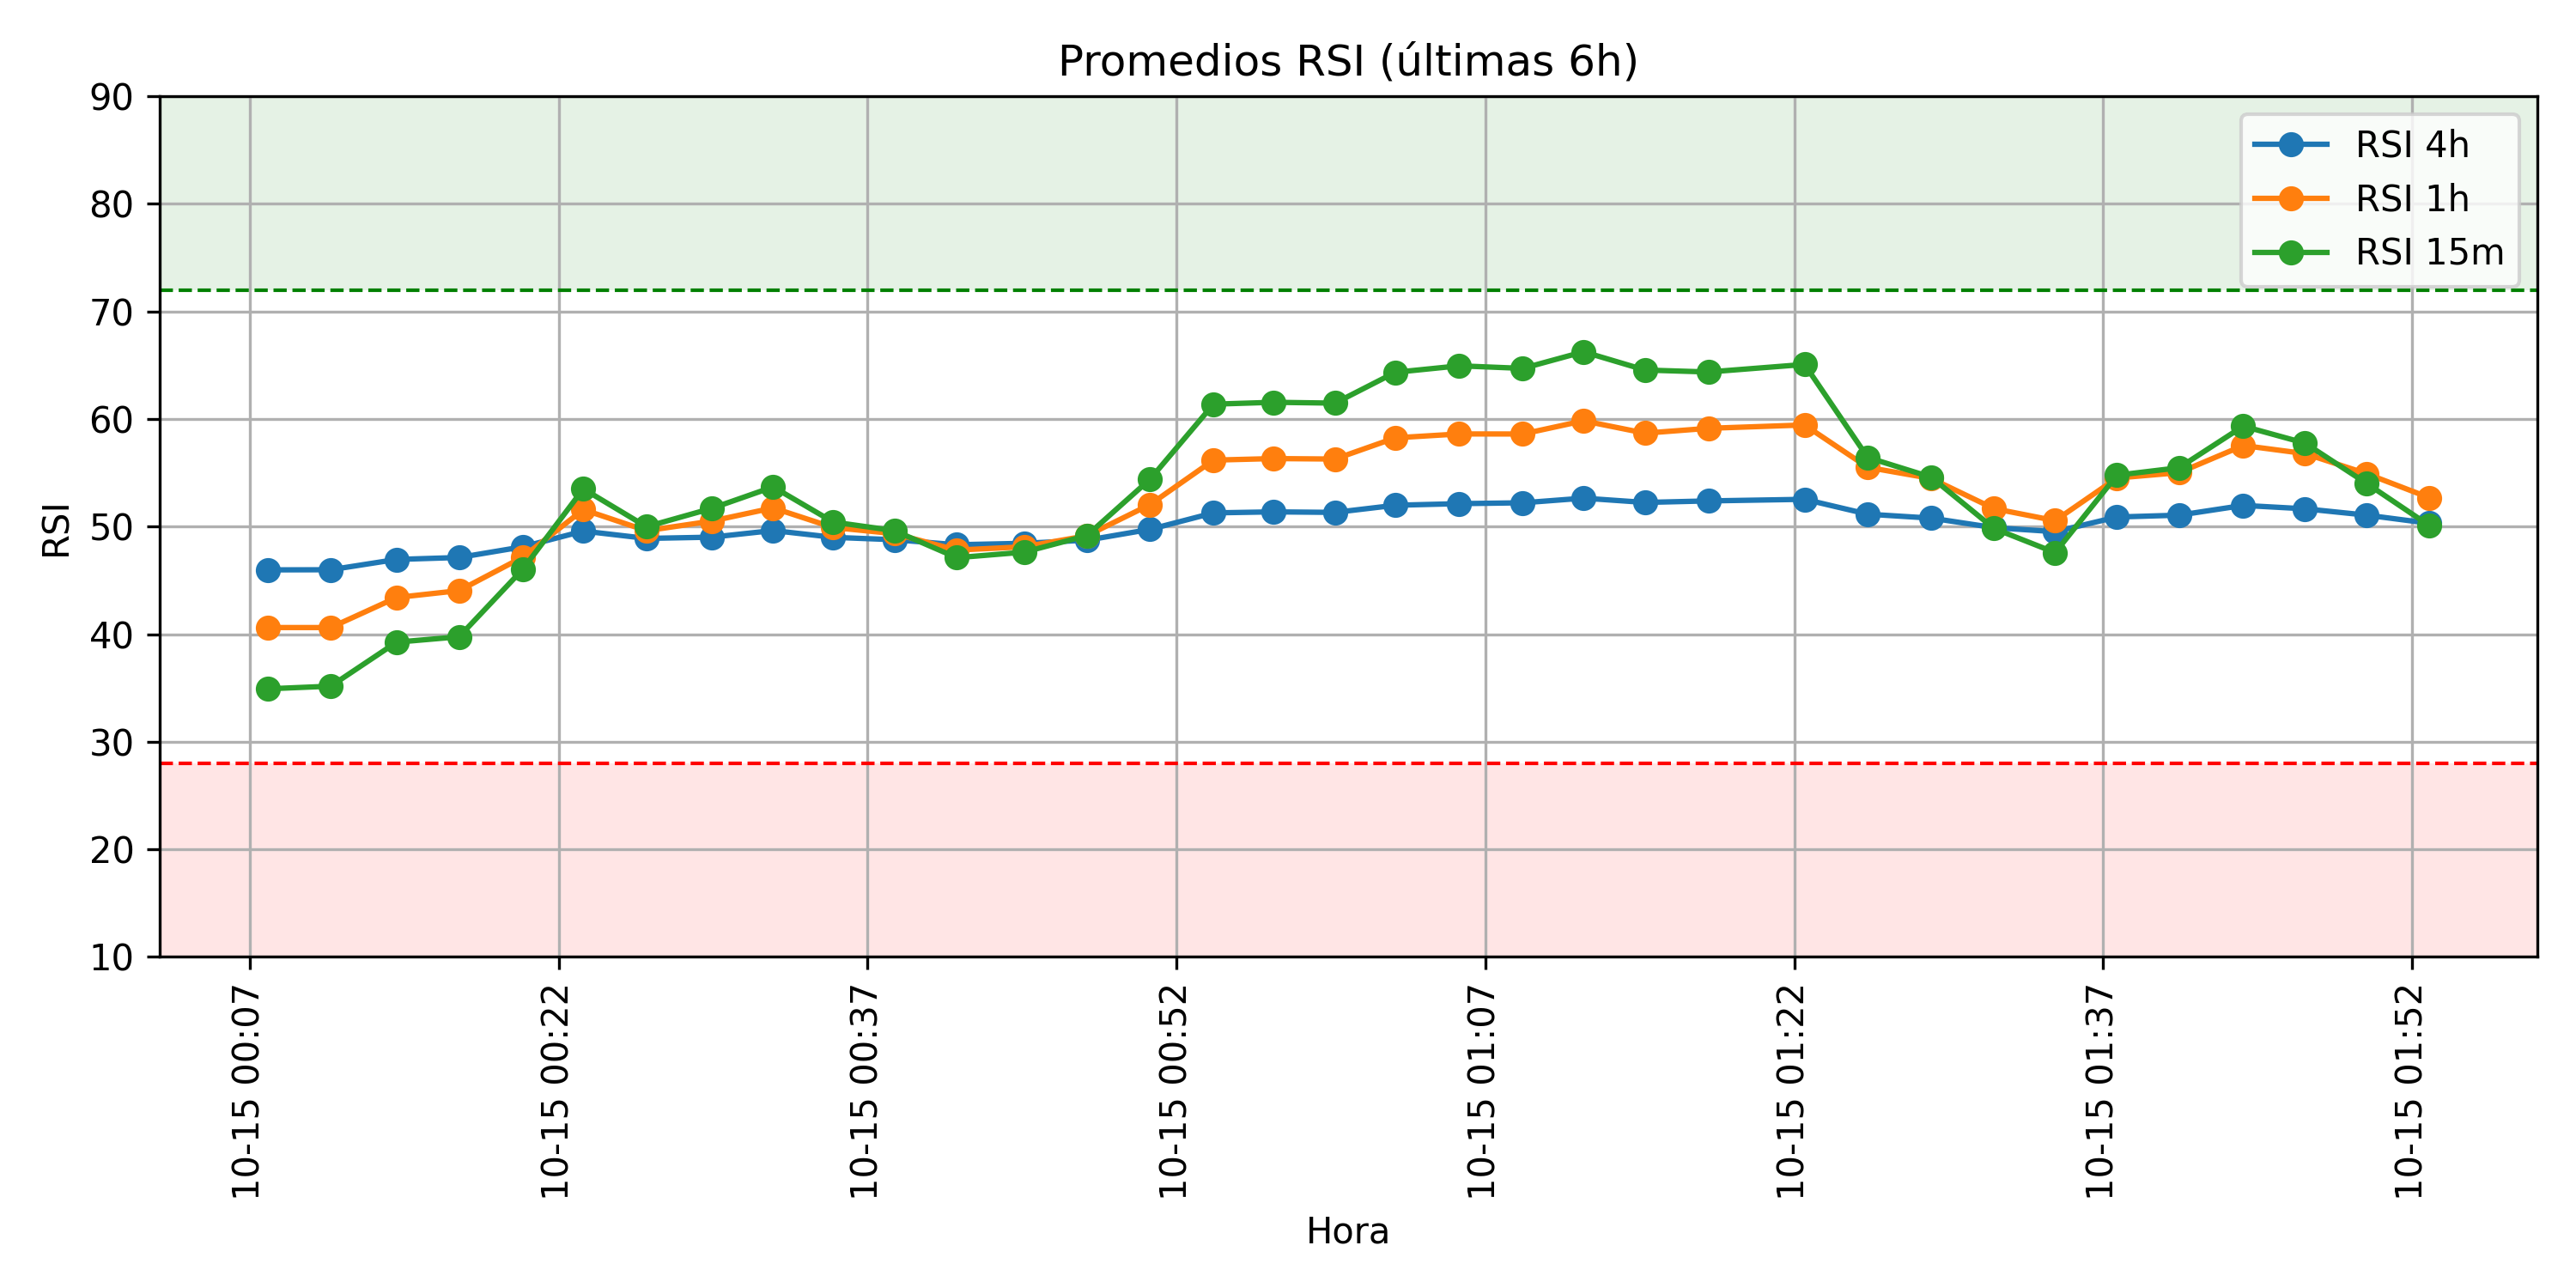 Promedios RSI (últimas 6h)
RSI 4h
RSI 1h
RSI 15m
RSI
90
80
70
60
50
40
30
20
10
10-15 00:07
10-15 00:22
10-15 00:37
10-15 00:52
10-15 01:07
10-15 01:22
10-15 01:37
10-15 01:52
Hora